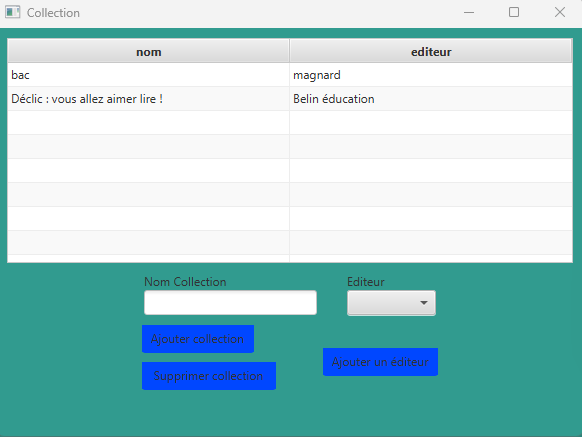 Collection
nom editeur
bac magnard
Déclic : vous allez aimer lire ! Belin éducation
Nom Collection Editeur
Ajouter collection
Ajouter un éditeur
Supprimer collection